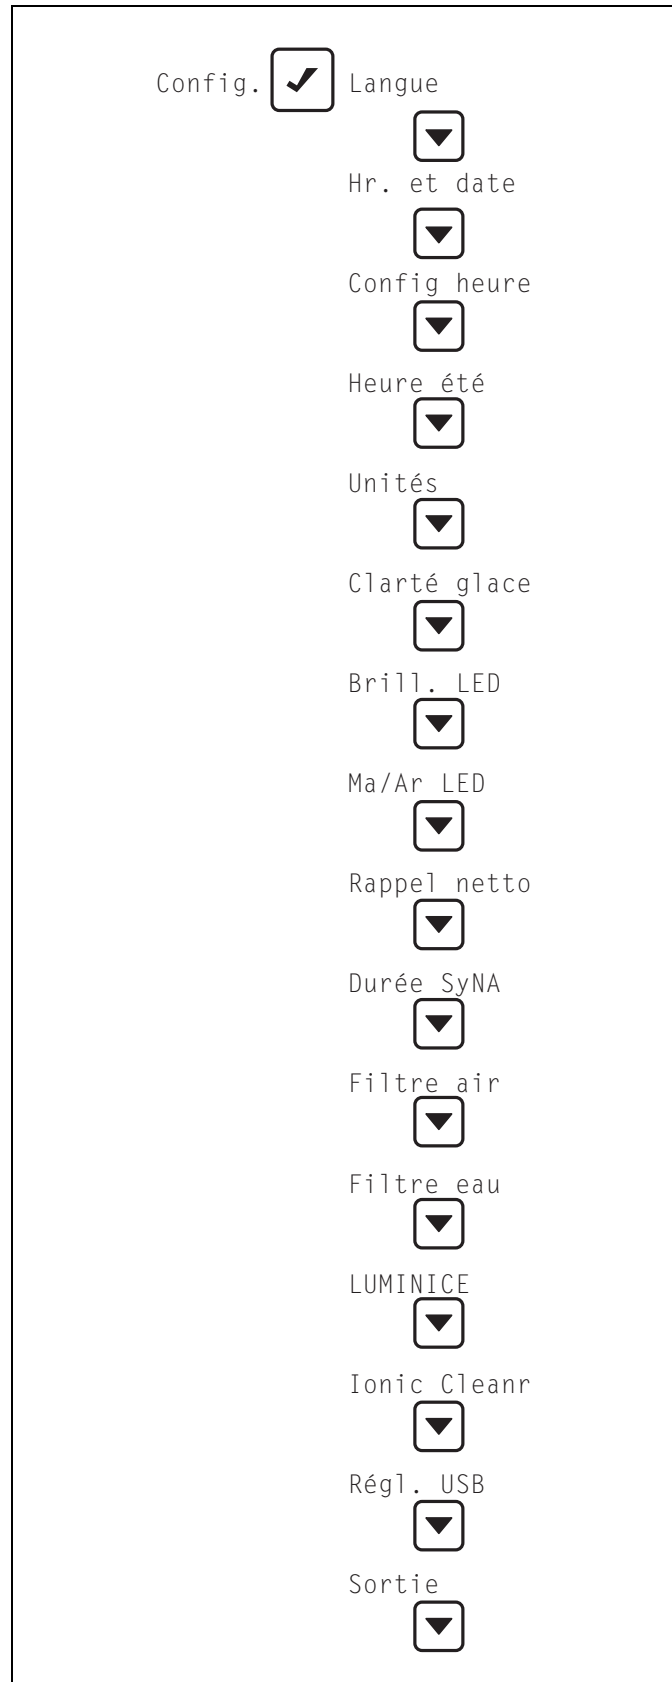 Config. Langue
Hr. et date
Config heure
Heure été
Unités
Clarté glace
Brill. LED
Ma/Ar LED
Rappel netto
Durée SyNA
Filtre air
Filtre eau
LUMINICE
Ionic Cleanr
Régl. USB
Sortie